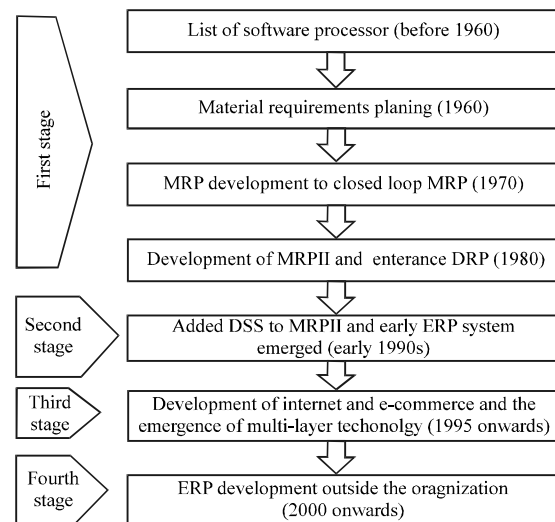 List of software processor (before 1960)
Material requirements planing (1960)
First stage
MRP development to closed loop MRP (1970)
Development of MRPII and enterance DRP (1980)
Second
stage
Added DSS to MRPII and early ERP system
emerged (early 1990s)
Third
stage
Development of internet and e-commerce and the
emergence of multi-layer techonolgy (1995 onwards)
Fourth
stage
ERP development outside the oragnization
(2000 onwards)